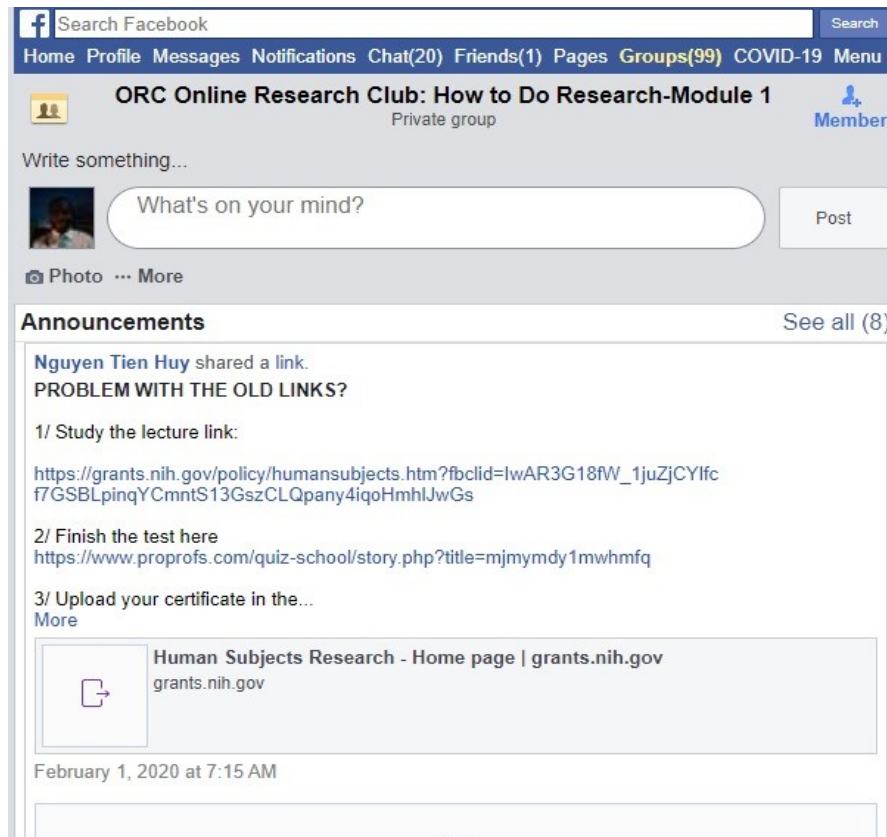 Search Facebook
Search
Home Profile Messages Notifications Chat(20) Friends(1) Pages Groups(99) COVID-19 Menu
ORC Online Research Club: How to Do Research-Module 1
Private group
Member
Write something...
What's on your mind?
Post
Photo ··· More
Announcements
See all (8)
Nguyen Tien Huy shared a link.
PROBLEM WITH THE OLD LINKS?
1/ Study the lecture link:
https://grants.nih.gov/policy/humansubjects.htm?fbclid=IwAR3G18fW_1juZjCYIfc
f7GSBLpinqYCmntS13GszCLQpany4iqoHmhIJwGs
2/ Finish the test here
https://www.proprofs.com/quiz-school/story.php?title=mjmymdy1mwhmfq
3/ Upload your certificate in the...
More
Human Subjects Research - Home page | grants.nih.gov
grants.nih.gov
February 1, 2020 at 7:15 AM